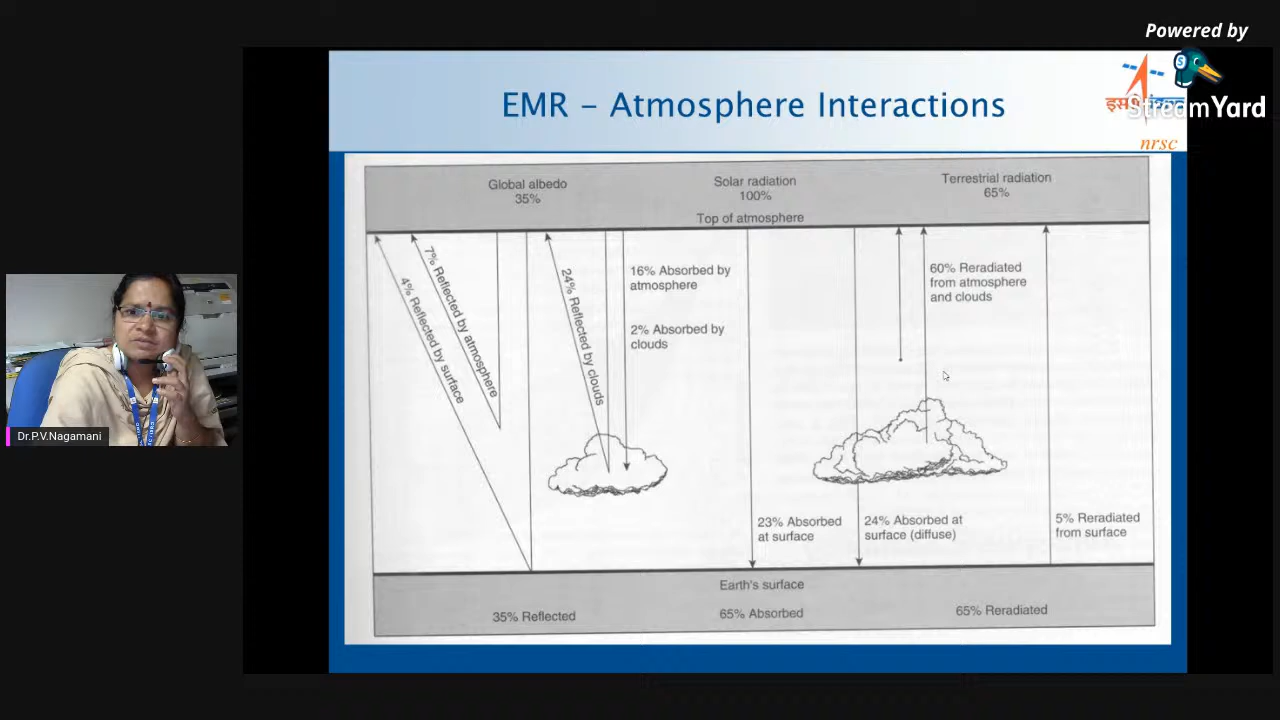 Powered by
StreamYard
nrsc
EMR – Atmosphere Interactions
Global albedo
35%
Solar radiation
100%
Terrestrial radiation
65%
Top of atmosphere
4% Reflected by surface
7% Reflected by atmosphere
24% Reflected by clouds
16% Absorbed by
atmosphere
2% Absorbed by
clouds
60% Reradiated
from atmosphere
and clouds
23% Absorbed
at surface
24% Absorbed at
surface (diffuse)
5% Reradiated
from surface
Earth's surface
35% Reflected
65% Absorbed
65% Reradiated
Dr.P.V.Nagamani